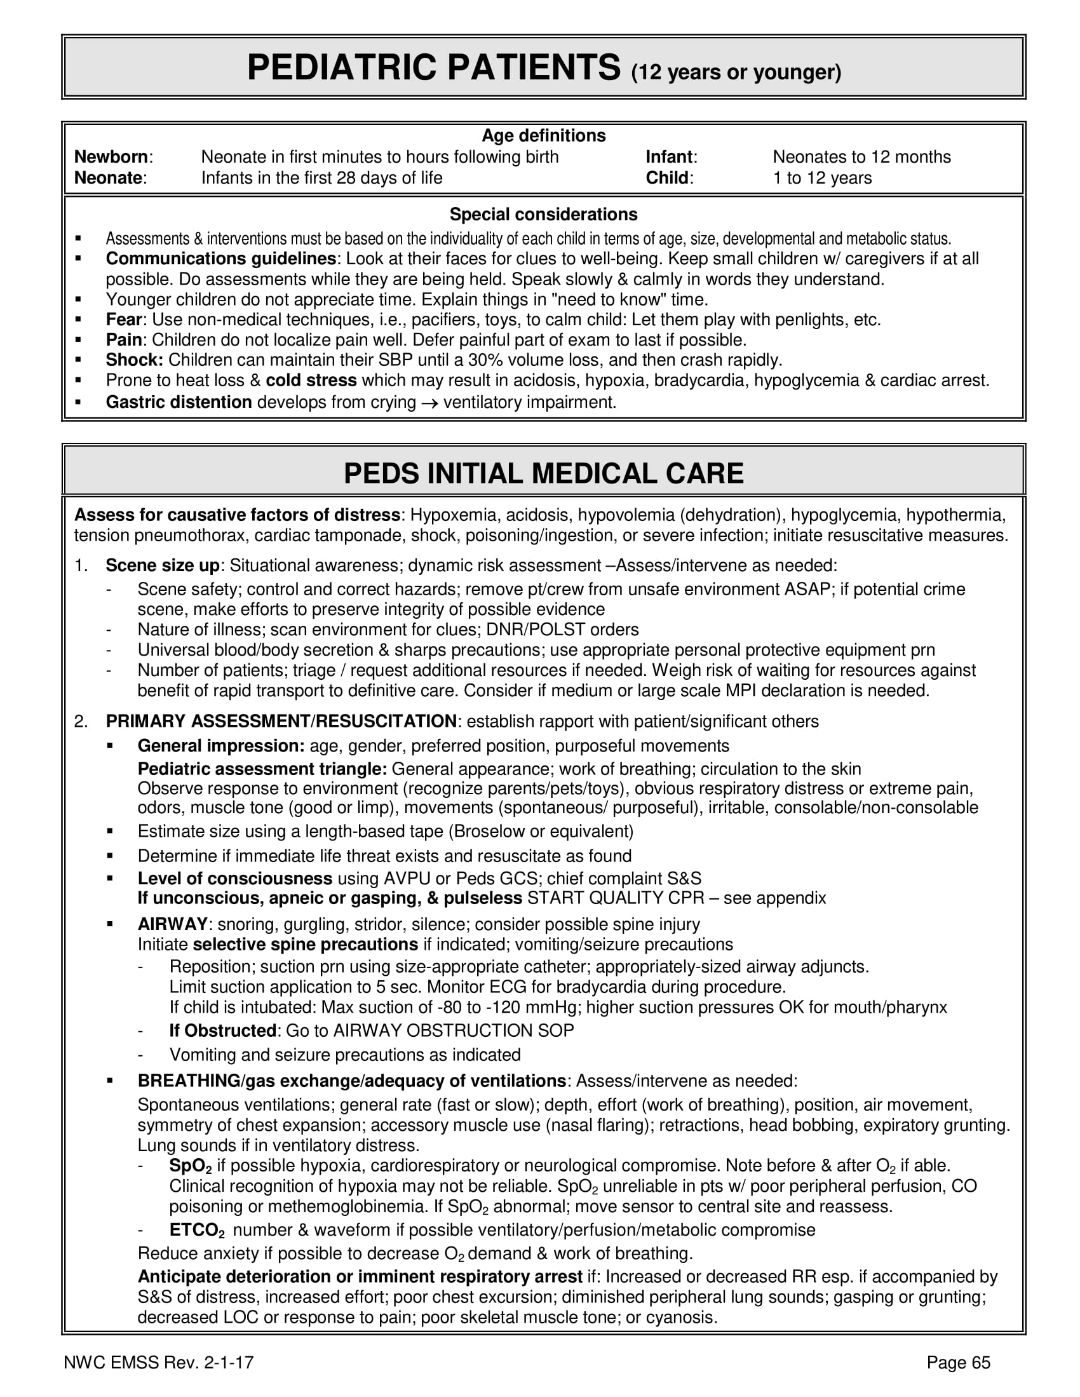 PEDIATRIC PATIENTS (12 years or younger)
Age definitions
Newborn: Neonate in first minutes to hours following birth Infant: Neonates to 12 months
Neonate: Infants in the first 28 days of life Child: 1 to 12 years
Special considerations
▪ Assessments & interventions must be based on the individuality of each child in terms of age, size, developmental and metabolic status.
▪ Communications guidelines: Look at their faces for clues to well-being. Keep small children w/ caregivers if at all
possible. Do assessments while they are being held. Speak slowly & calmly in words they understand.
▪ Younger children do not appreciate time. Explain things in "need to know" time.
▪ Fear: Use non-medical techniques, i.e., pacifiers, toys, to calm child: Let them play with penlights, etc.
▪ Pain: Children do not localize pain well. Defer painful part of exam to last if possible.
▪ Shock: Children can maintain their SBP until a 30% volume loss, and then crash rapidly.
▪ Prone to heat loss & cold stress which may result in acidosis, hypoxia, bradycardia, hypoglycemia & cardiac arrest.
▪ Gastric distention develops from crying → ventilatory impairment.
PEDS INITIAL MEDICAL CARE
Assess for causative factors of distress: Hypoxemia, acidosis, hypovolemia (dehydration), hypoglycemia, hypothermia,
tension pneumothorax, cardiac tamponade, shock, poisoning/ingestion, or severe infection; initiate resuscitative measures.
1. Scene size up: Situational awareness; dynamic risk assessment –Assess/intervene as needed:
- Scene safety; control and correct hazards; remove pt/crew from unsafe environment ASAP; if potential crime
scene, make efforts to preserve integrity of possible evidence
- Nature of illness; scan environment for clues; DNR/POLST orders
- Universal blood/body secretion & sharps precautions; use appropriate personal protective equipment prn
- Number of patients; triage / request additional resources if needed. Weigh risk of waiting for resources against
benefit of rapid transport to definitive care. Consider if medium or large scale MPI declaration is needed.
2. PRIMARY ASSESSMENT/RESUSCITATION: establish rapport with patient/significant others
▪ General impression: age, gender, preferred position, purposeful movements
Pediatric assessment triangle: General appearance; work of breathing; circulation to the skin
Observe response to environment (recognize parents/pets/toys), obvious respiratory distress or extreme pain,
odors, muscle tone (good or limp), movements (spontaneous/ purposeful), irritable, consolable/non-consolable
▪ Estimate size using a length-based tape (Broselow or equivalent)
▪ Determine if immediate life threat exists and resuscitate as found
▪ Level of consciousness using AVPU or Peds GCS; chief complaint S&S
If unconscious, apneic or gasping, & pulseless START QUALITY CPR – see appendix
▪ AIRWAY: snoring, gurgling, stridor, silence; consider possible spine injury
Initiate selective spine precautions if indicated; vomiting/seizure precautions
- Reposition; suction prn using size-appropriate catheter; appropriately-sized airway adjuncts.
Limit suction application to 5 sec. Monitor ECG for bradycardia during procedure.
If child is intubated: Max suction of -80 to -120 mmHg; higher suction pressures OK for mouth/pharynx
- If Obstructed: Go to AIRWAY OBSTRUCTION SOP
- Vomiting and seizure precautions as indicated
▪ BREATHING/gas exchange/adequacy of ventilations: Assess/intervene as needed:
Spontaneous ventilations; general rate (fast or slow); depth, effort (work of breathing), position, air movement,
symmetry of chest expansion; accessory muscle use (nasal flaring); retractions, head bobbing, expiratory grunting.
Lung sounds if in ventilatory distress.
- SpO2 if possible hypoxia, cardiorespiratory or neurological compromise. Note before & after O2 if able.
Clinical recognition of hypoxia may not be reliable. SpO2 unreliable in pts w/ poor peripheral perfusion, CO
poisoning or methemoglobinemia. If SpO2 abnormal; move sensor to central site and reassess.
- ETCO2 number & waveform if possible ventilatory/perfusion/metabolic compromise
Reduce anxiety if possible to decrease O2 demand & work of breathing.
Anticipate deterioration or imminent respiratory arrest if: Increased or decreased RR esp. if accompanied by
S&S of distress, increased effort; poor chest excursion; diminished peripheral lung sounds; gasping or grunting;
decreased LOC or response to pain; poor skeletal muscle tone; or cyanosis.
NWC EMSS Rev. 2-1-17 Page 65